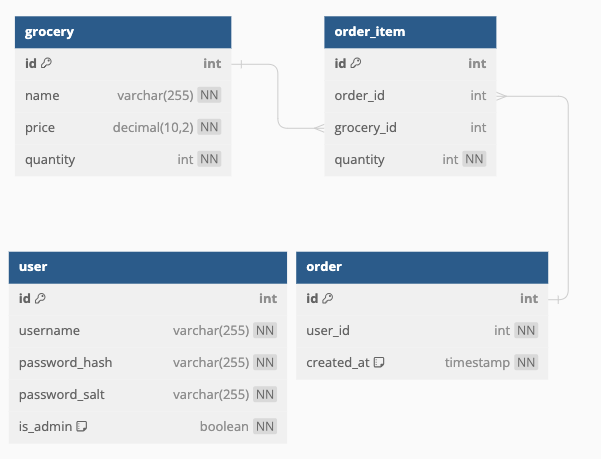 grocery
id int
name varchar(255) NN
price decimal(10,2) NN
quantity int NN
order_item
id int
order_id int
grocery_id int
quantity int NN
user
id int
username varchar(255) NN
password_hash varchar(255) NN
password_salt varchar(255) NN
is_admin boolean NN
order
id int
user_id int NN
created_at timestamp NN